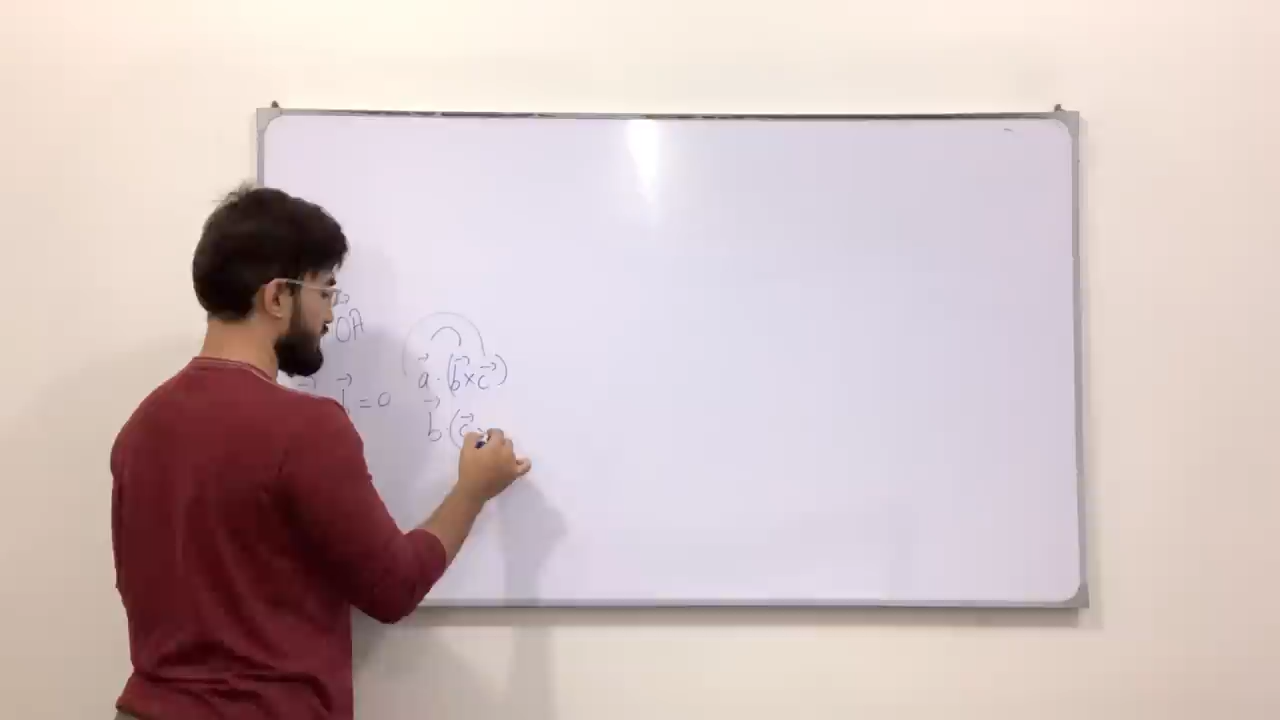 OA⃗
b⃗ = 0
a⃗ · (b⃗ × c⃗)
b⃗ · (c⃗ ×